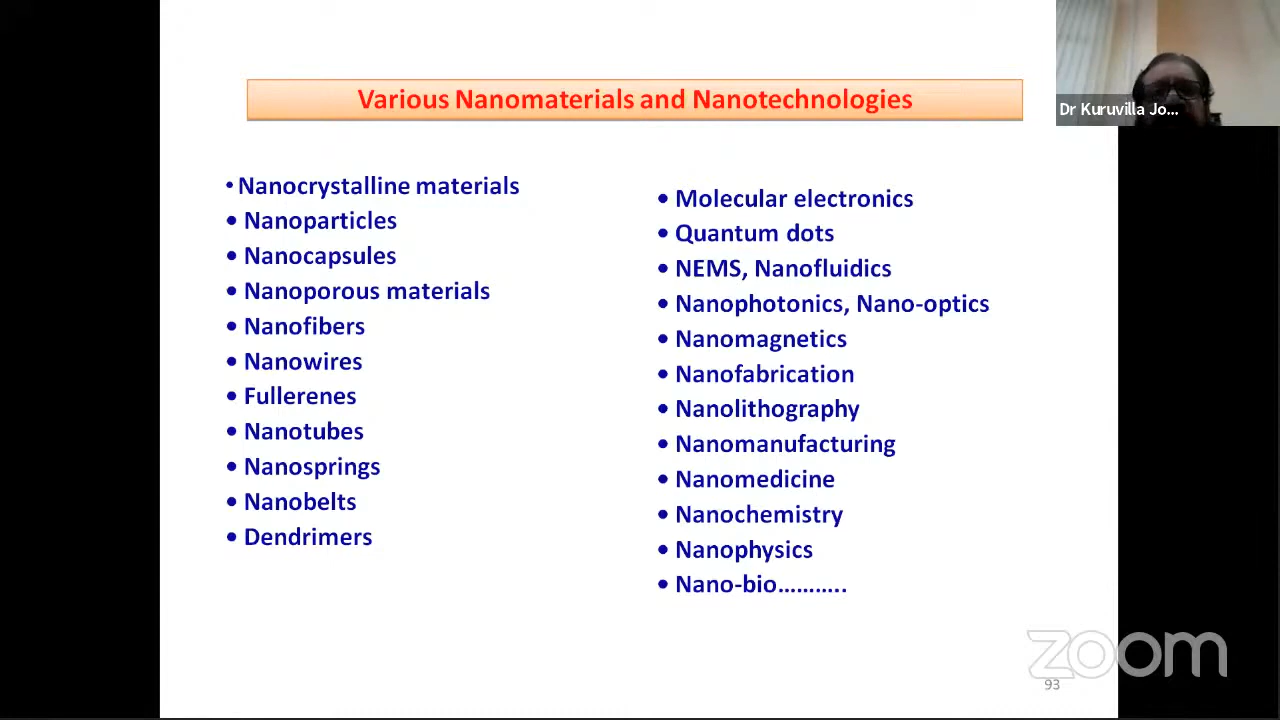 Various Nanomaterials and Nanotechnologies
Dr Kuruvilla Jo...
• Nanocrystalline materials
• Nanoparticles
• Nanocapsules
• Nanoporous materials
• Nanofibers
• Nanowires
• Fullerenes
• Nanotubes
• Nanosprings
• Nanobelts
• Dendrimers
• Molecular electronics
• Quantum dots
• NEMS, Nanofluidics
• Nanophotonics, Nano-optics
• Nanomagnetics
• Nanofabrication
• Nanolithography
• Nanomanufacturing
• Nanomedicine
• Nanochemistry
• Nanophysics
• Nano-bio………..
zoom
93